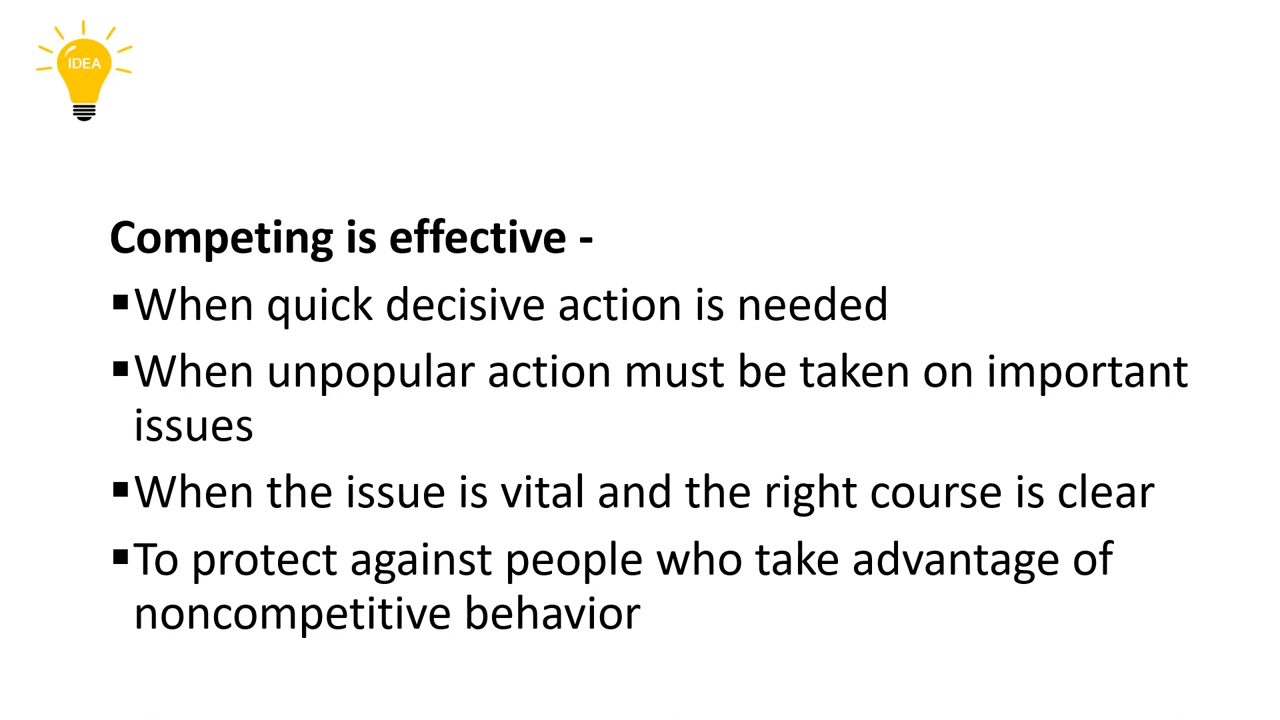 IDEA
Competing is effective -
▪When quick decisive action is needed
▪When unpopular action must be taken on important
issues
▪When the issue is vital and the right course is clear
▪To protect against people who take advantage of
noncompetitive behavior